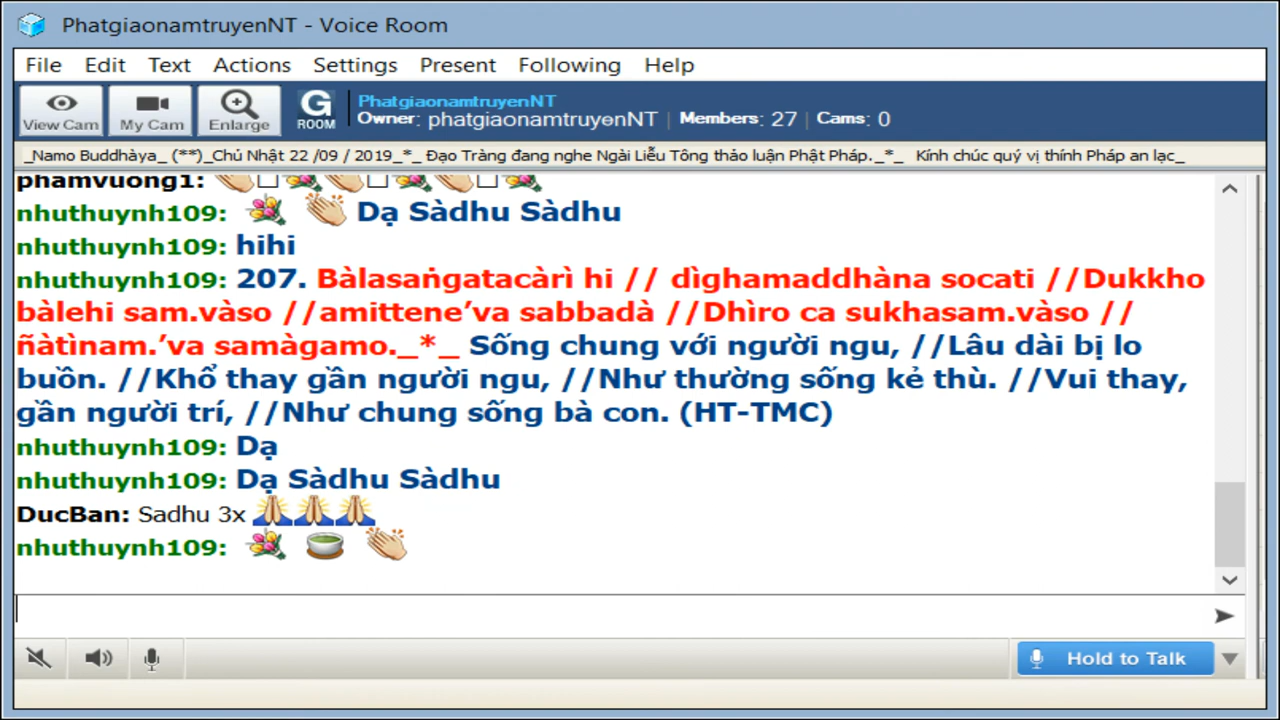 PhatgiaonamtruyenNT - Voice Room
File Edit Text Actions Settings Present Following Help
View Cam My Cam Enlarge G ROOM
PhatgiaonamtruyenNT
Owner: phatgiaonamtruyenNT | Members: 27 | Cams: 0
_Namo Buddhàya_ (**)_Chủ Nhật 22 /09 / 2019_*_ Đạo Tràng đang nghe Ngài Liễu Tông thảo luận Phật Pháp._*_ Kính chúc quý vị thính Pháp an lạc_
phamvuong1: 👏□💐👏□💐👏□💐
nhuthuynh109: 💐 👏 Dạ Sàdhu Sàdhu
nhuthuynh109: hihi
nhuthuynh109: 207. Bàlasaṅgatacàrì hi // dìghamaddhàna socati //Dukkho
bàlehi sam.vàso //amittene’va sabbadà //Dhìro ca sukhasam.vàso //
ñàtìnam.’va samàgamo._*_ Sống chung với người ngu, //Lâu dài bị lo
buồn. //Khổ thay gần người ngu, //Như thường sống kẻ thù. //Vui thay,
gần người trí, //Như chung sống bà con. (HT-TMC)
nhuthuynh109: Dạ
nhuthuynh109: Dạ Sàdhu Sàdhu
DucBan: Sadhu 3x 🙏🙏🙏
nhuthuynh109: 💐 🍵 👏
Hold to Talk